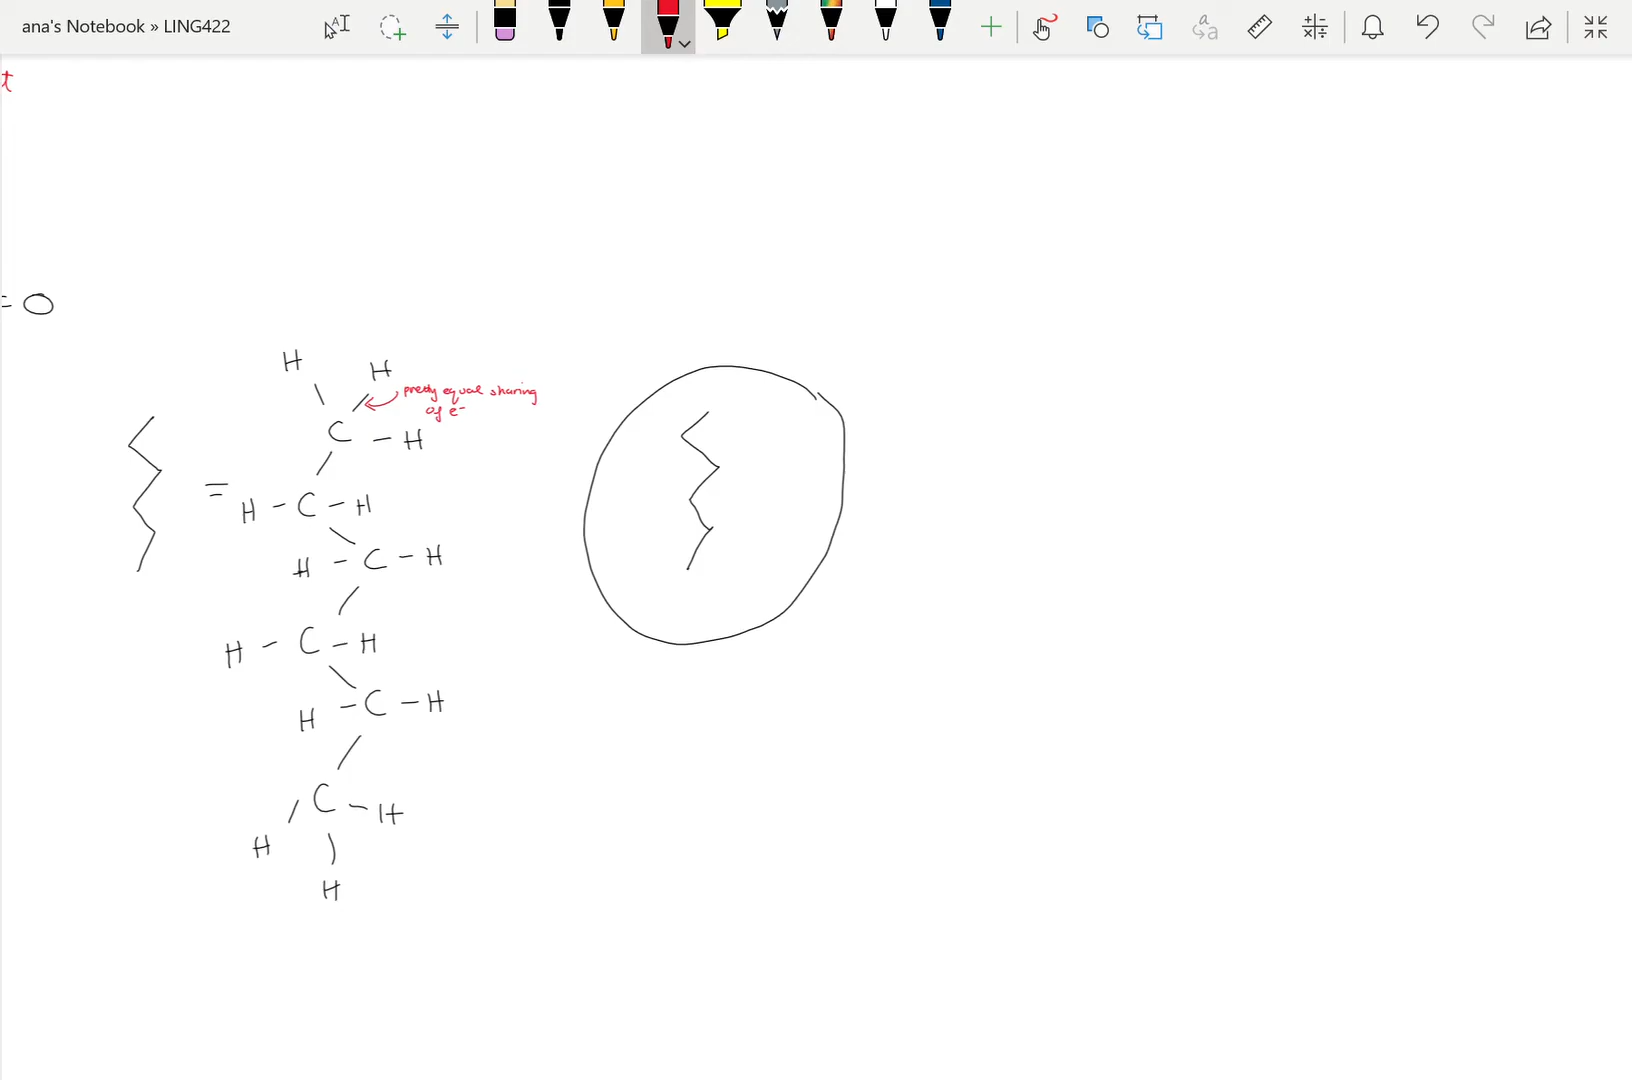 ana's Notebook » LING422
t
= O
H
H
pretty equal sharing
of e-
C - H
=
H - C - H
H - C - H
H - C - H
H - C - H
C - H
H
H